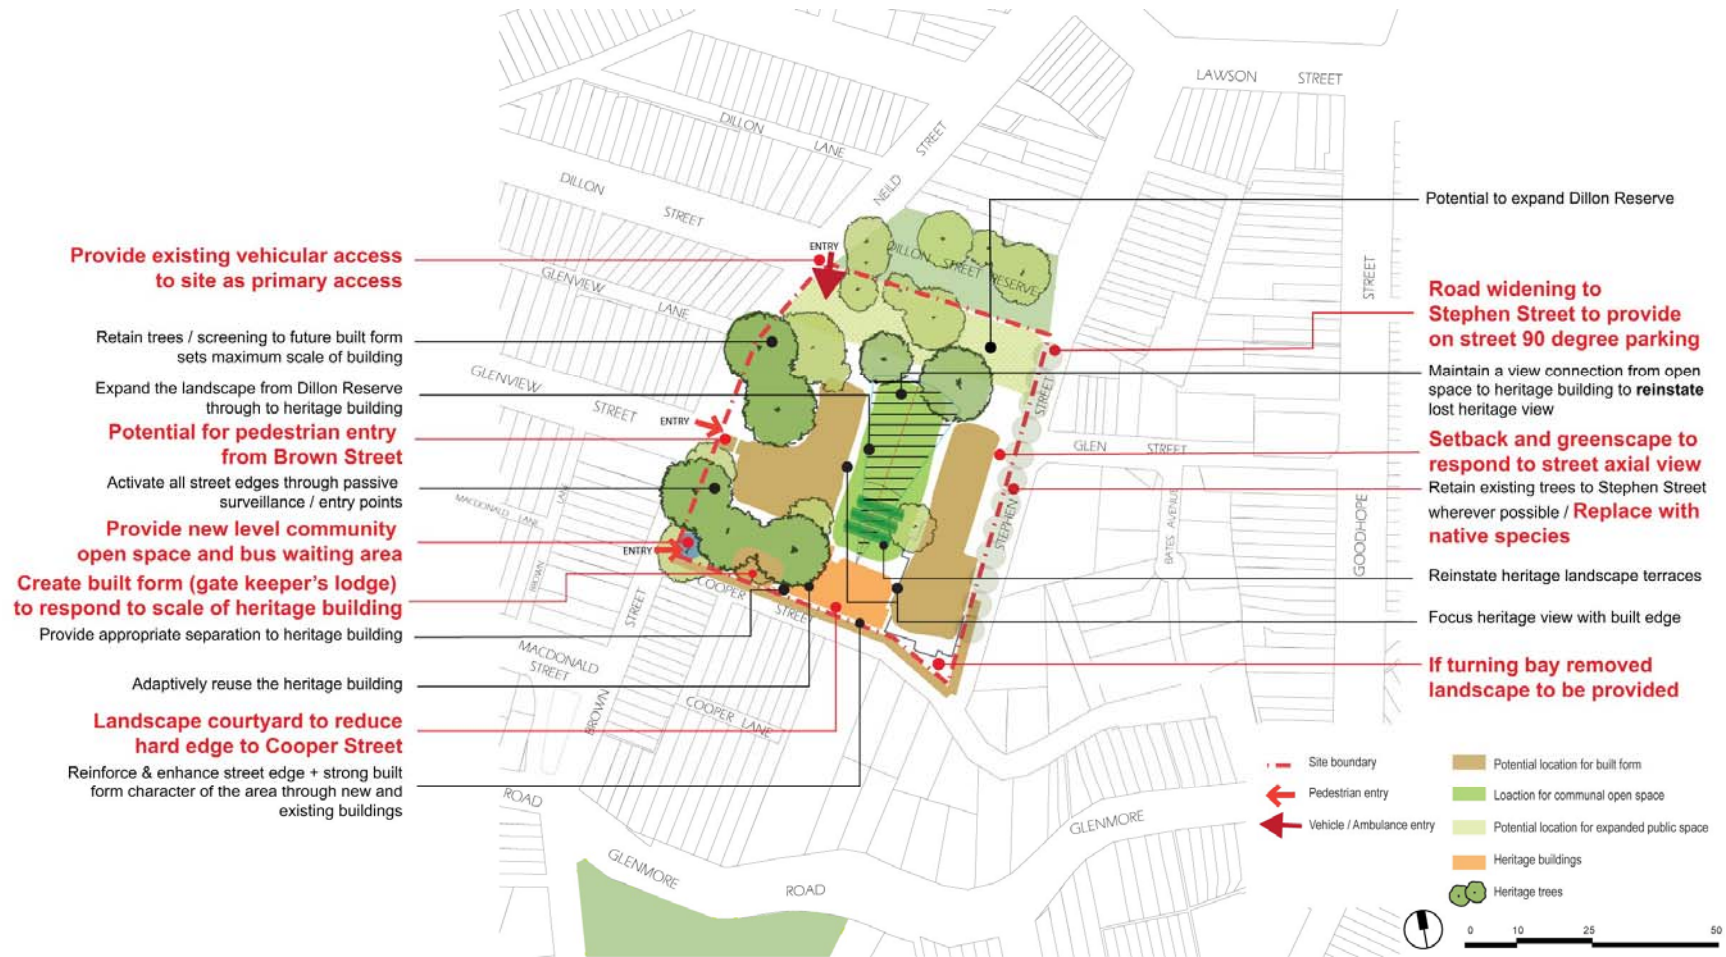 LAWSON STREET
DILLON LANE
NEILD STREET
DILLON STREET
GLENVIEW LANE
GLENVIEW STREET
MACDONALD LANE
BROWN LANE
BROWN STREET
MACDONALD STREET
COOPER STREET
COOPER LANE
ROAD
GLENMORE ROAD
GLENMORE
STEPHEN STREET
GLEN STREET
BATES AVENUE
GOODHOPE STREET
DILLON STREET RESERVE
ENTRY
ENTRY
ENTRY
Provide existing vehicular access
to site as primary access
Retain trees / screening to future built form
sets maximum scale of building
Expand the landscape from Dillon Reserve
through to heritage building
Potential for pedestrian entry
from Brown Street
Activate all street edges through passive
surveillance / entry points
Provide new level community
open space and bus waiting area
Create built form (gate keeper's lodge)
to respond to scale of heritage building
Provide appropriate separation to heritage building
Adaptively reuse the heritage building
Landscape courtyard to reduce
hard edge to Cooper Street
Reinforce & enhance street edge + strong built
form character of the area through new and
existing buildings
Potential to expand Dillon Reserve
Road widening to
Stephen Street to provide
on street 90 degree parking
Maintain a view connection from open
space to heritage building to reinstate
lost heritage view
Setback and greenscape to
respond to street axial view
Retain existing trees to Stephen Street
wherever possible / Replace with
native species
Reinstate heritage landscape terraces
Focus heritage view with built edge
If turning bay removed
landscape to be provided
Site boundary
Pedestrian entry
Vehicle / Ambulance entry
Potential location for built form
Loaction for communal open space
Potential location for expanded public space
Heritage buildings
Heritage trees
0 10 25 50